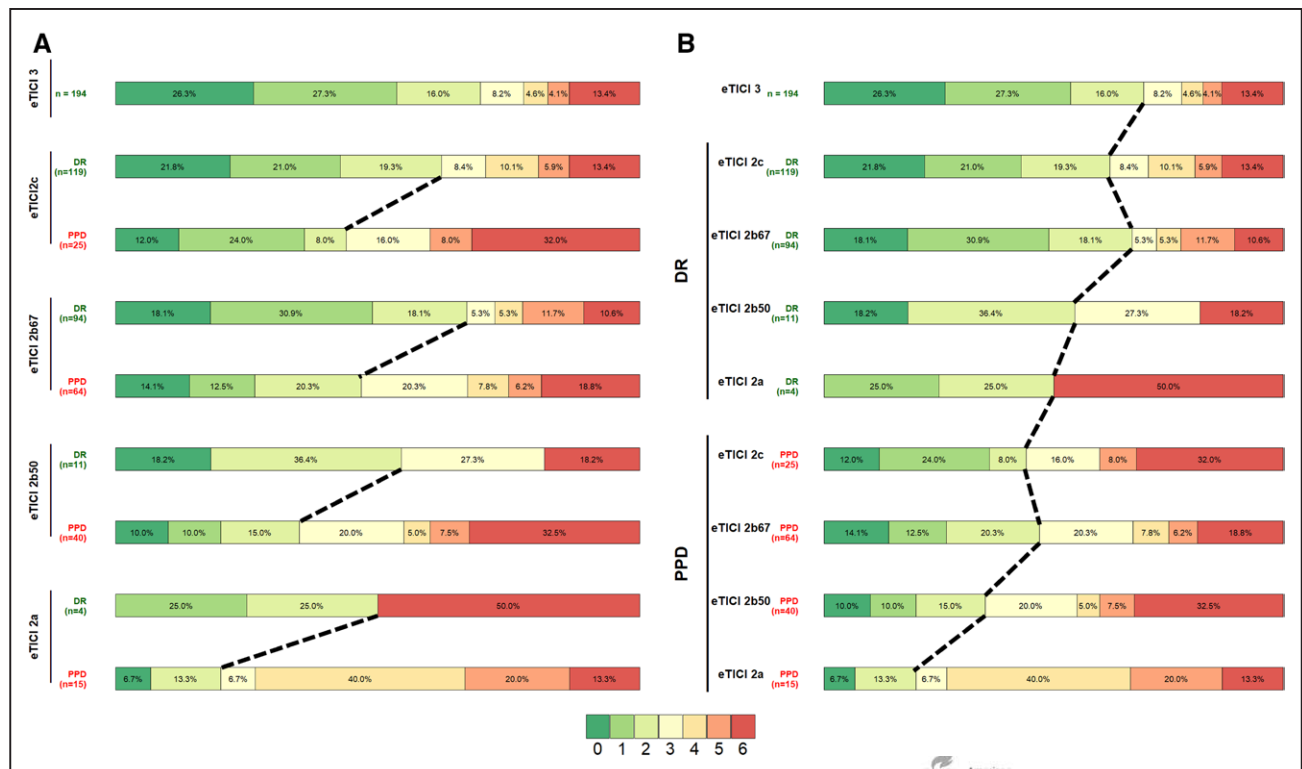 A
eTICI 3
n = 194
26.3% 27.3% 16.0% 8.2% 4.6% 4.1% 13.4%
eTICI2c
DR
(n=119)
21.8% 21.0% 19.3% 8.4% 10.1% 5.9% 13.4%
PPD
(n=25)
12.0% 24.0% 8.0% 16.0% 8.0% 32.0%
eTICI 2b67
DR
(n=94)
18.1% 30.9% 18.1% 5.3% 5.3% 11.7% 10.6%
PPD
(n=64)
14.1% 12.5% 20.3% 20.3% 7.8% 6.2% 18.8%
eTICI 2b50
DR
(n=11)
18.2% 36.4% 27.3% 18.2%
PPD
(n=40)
10.0% 10.0% 15.0% 20.0% 5.0% 7.5% 32.5%
eTICI 2a
DR
(n=4)
25.0% 25.0% 50.0%
PPD
(n=15)
6.7% 13.3% 6.7% 40.0% 20.0% 13.3%
B
eTICI 3 n = 194
26.3% 27.3% 16.0% 8.2% 4.6% 4.1% 13.4%
DR
eTICI 2c DR
(n=119)
21.8% 21.0% 19.3% 8.4% 10.1% 5.9% 13.4%
eTICI 2b67 DR
(n=94)
18.1% 30.9% 18.1% 5.3% 5.3% 11.7% 10.6%
eTICI 2b50 DR
(n=11)
18.2% 36.4% 27.3% 18.2%
eTICI 2a DR
(n=4)
25.0% 25.0% 50.0%
PPD
eTICI 2c PPD
(n=25)
12.0% 24.0% 8.0% 16.0% 8.0% 32.0%
eTICI 2b67 PPD
(n=64)
14.1% 12.5% 20.3% 20.3% 7.8% 6.2% 18.8%
eTICI 2b50 PPD
(n=40)
10.0% 10.0% 15.0% 20.0% 5.0% 7.5% 32.5%
eTICI 2a PPD
(n=15)
6.7% 13.3% 6.7% 40.0% 20.0% 13.3%
0 1 2 3 4 5 6